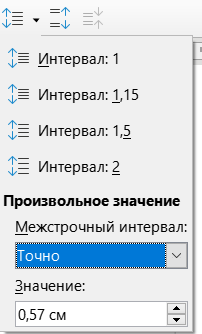 Интервал: 1
Интервал: 1,15
Интервал: 1,5
Интервал: 2
Произвольное значение
Межстрочный интервал:
Точно
Значение:
0,57 см